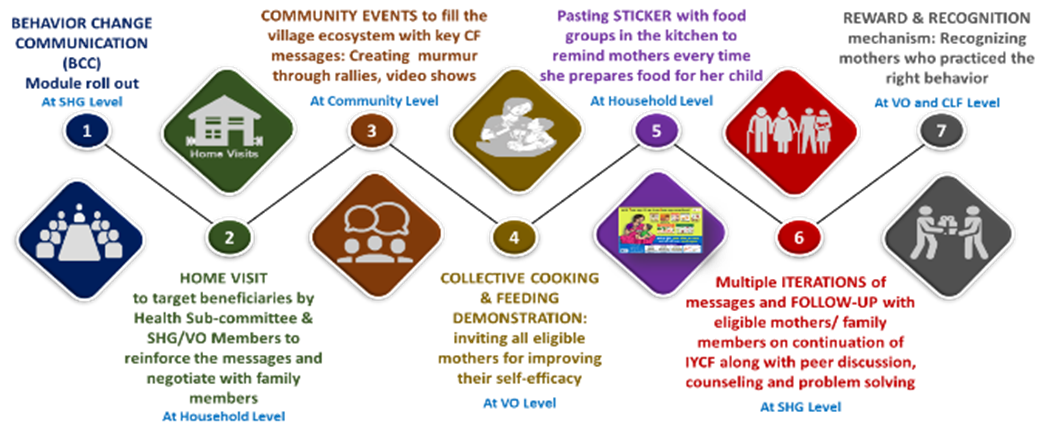 BEHAVIOR CHANGE
COMMUNICATION
(BCC)
Module roll out
At SHG Level
1
Home Visits
2
HOME VISIT
to target beneficiaries by
Health Sub-committee &
SHG/VO Members to
reinforce the messages and
negotiate with family
members
At Household Level
COMMUNITY EVENTS to fill the
village ecosystem with key CF
messages: Creating murmur
through rallies, video shows
At Community Level
3
4
COLLECTIVE COOKING
& FEEDING
DEMONSTRATION:
inviting all eligible
mothers for improving
their self-efficacy
At VO Level
Pasting STICKER with food
groups in the kitchen to
remind mothers every time
she prepares food for her child
At Household Level
5
6
Multiple ITERATIONS of
messages and FOLLOW-UP with
eligible mothers/ family
members on continuation of
IYCF along with peer discussion,
counseling and problem solving
At SHG Level
REWARD & RECOGNITION
mechanism: Recognizing
mothers who practiced the
right behavior
At VO and CLF Level
7